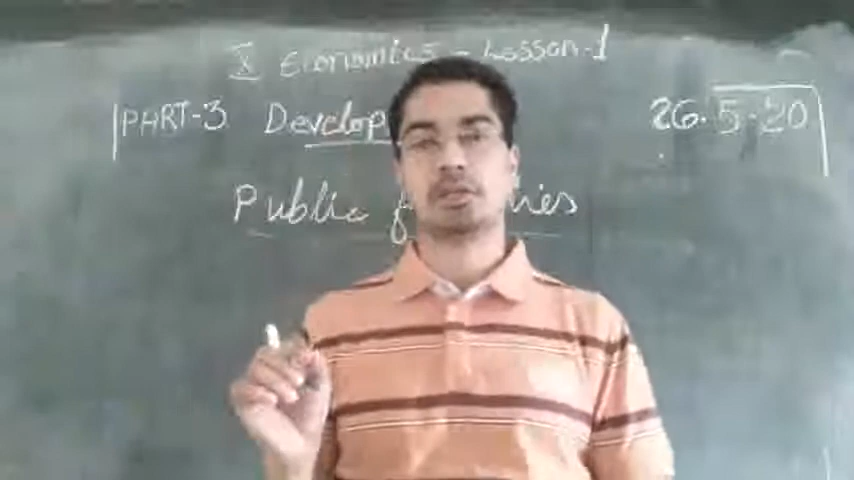 X Economics - Lesson-1
PART-3 Develop 26.5.20
Public